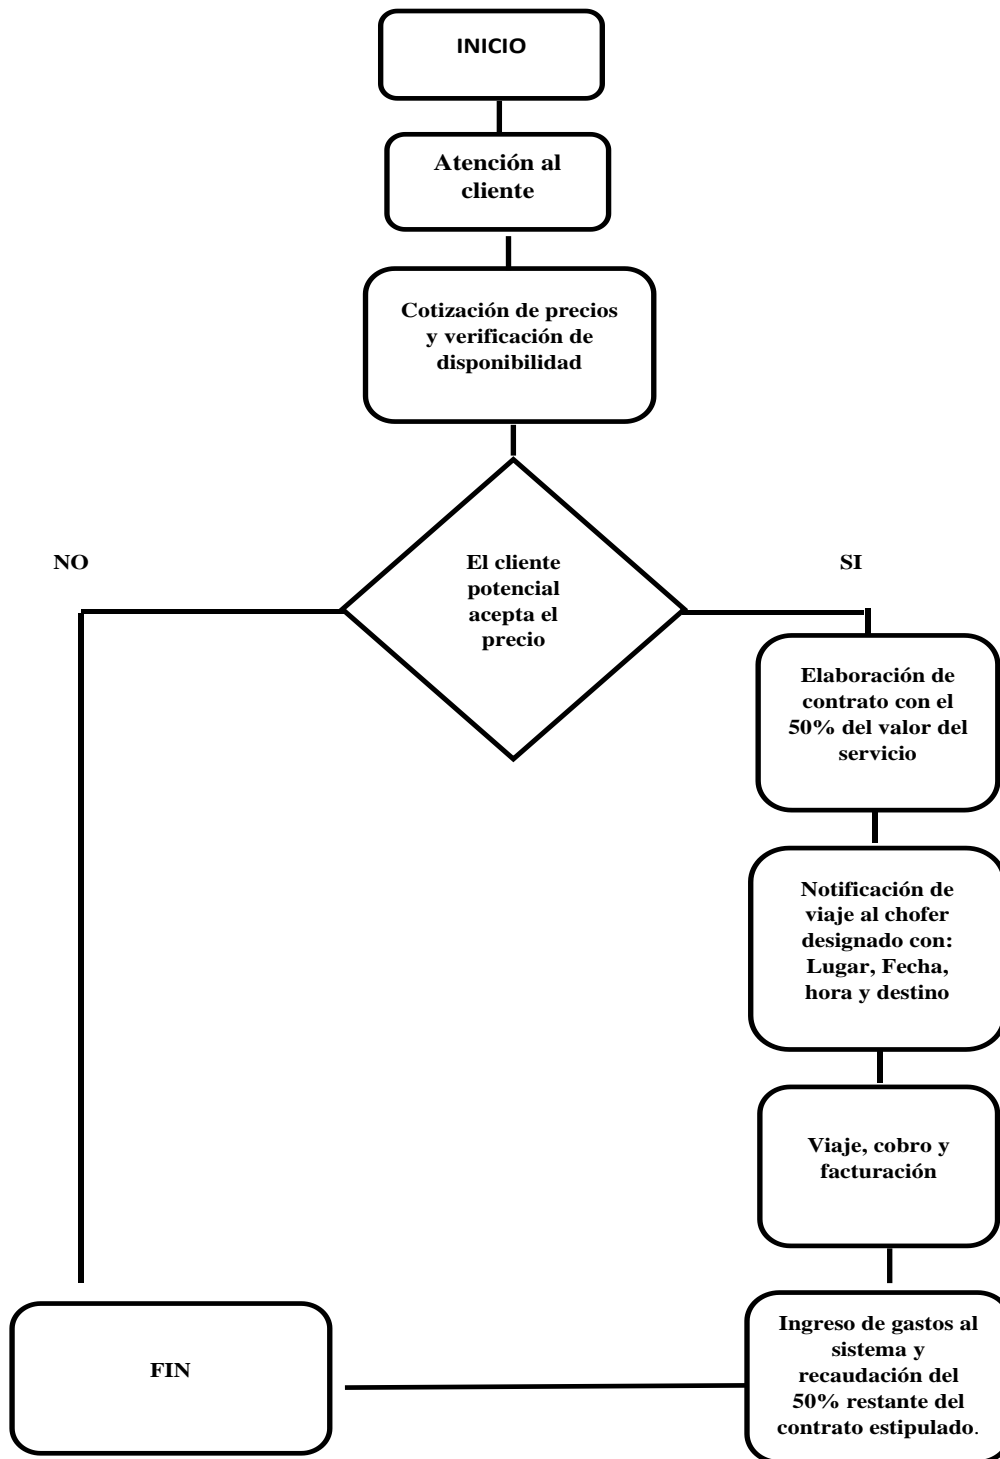 INICIO
Atención al
cliente
Cotización de precios
y verificación de
disponibilidad
NO
SI
El cliente
potencial
acepta el
precio
Elaboración de
contrato con el
50% del valor del
servicio
Notificación de
viaje al chofer
designado con:
Lugar, Fecha,
hora y destino
Viaje, cobro y
facturación
FIN
Ingreso de gastos al
sistema y
recaudación del
50% restante del
contrato estipulado.